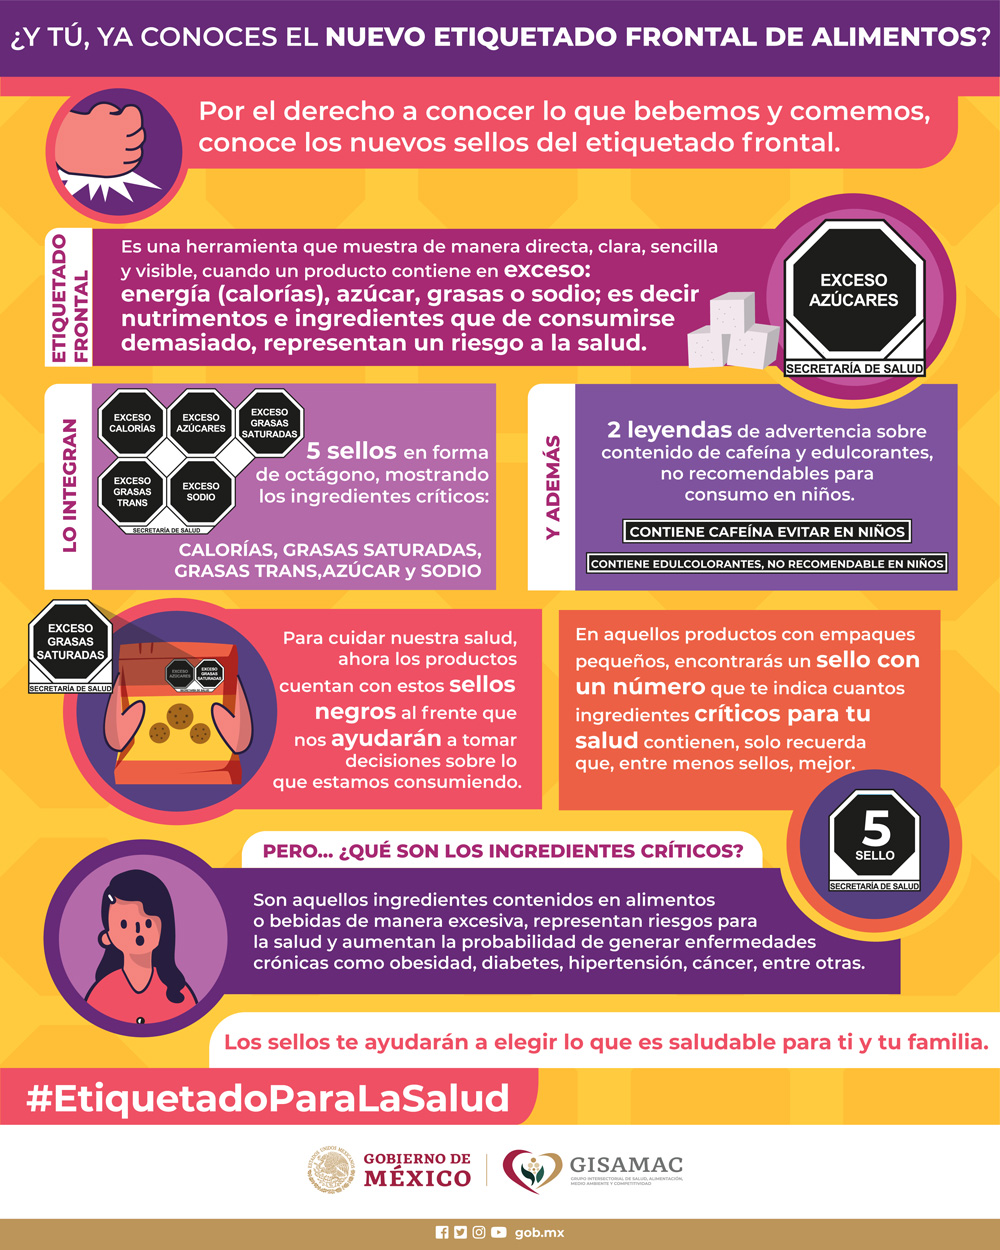 ¿Y TÚ, YA CONOCES EL NUEVO ETIQUETADO FRONTAL DE ALIMENTOS?
Por el derecho a conocer lo que bebemos y comemos,
conoce los nuevos sellos del etiquetado frontal.
ETIQUETADO
FRONTAL
Es una herramienta que muestra de manera directa, clara, sencilla
y visible, cuando un producto contiene en exceso:
energía (calorías), azúcar, grasas o sodio; es decir
nutrimentos e ingredientes que de consumirse
demasiado, representan un riesgo a la salud.
EXCESO
AZÚCARES
SECRETARÍA DE SALUD
LO INTEGRAN
EXCESO
CALORÍAS
EXCESO
AZÚCARES
EXCESO
GRASAS
SATURADAS
EXCESO
GRASAS
TRANS
EXCESO
SODIO
SECRETARÍA DE SALUD
5 sellos en forma
de octágono, mostrando
los ingredientes críticos:
CALORÍAS, GRASAS SATURADAS,
GRASAS TRANS,AZÚCAR y SODIO
Y ADEMÁS
2 leyendas de advertencia sobre
contenido de cafeína y edulcorantes,
no recomendables para
consumo en niños.
CONTIENE CAFEÍNA EVITAR EN NIÑOS
CONTIENE EDULCOLORANTES, NO RECOMENDABLE EN NIÑOS
EXCESO
GRASAS
SATURADAS
SECRETARÍA DE SALUD
EXCESO
AZÚCARES
EXCESO
GRASAS
SATURADAS
Para cuidar nuestra salud,
ahora los productos
cuentan con estos sellos
negros al frente que
nos ayudarán a tomar
decisiones sobre lo
que estamos consumiendo.
En aquellos productos con empaques
pequeños, encontrarás un sello con
un número que te indica cuantos
ingredientes críticos para tu
salud contienen, solo recuerda
que, entre menos sellos, mejor.
5
SELLO
SECRETARÍA DE SALUD
PERO... ¿QUÉ SON LOS INGREDIENTES CRÍTICOS?
Son aquellos ingredientes contenidos en alimentos
o bebidas de manera excesiva, representan riesgos para
la salud y aumentan la probabilidad de generar enfermedades
crónicas como obesidad, diabetes, hipertensión, cáncer, entre otras.
Los sellos te ayudarán a elegir lo que es saludable para ti y tu familia.
#EtiquetadoParaLaSalud
GOBIERNO DE
MÉXICO
GISAMAC
GRUPO INTERSECTORIAL DE SALUD, ALIMENTACIÓN,
MEDIO AMBIENTE Y COMPETITIVIDAD
gob.mx